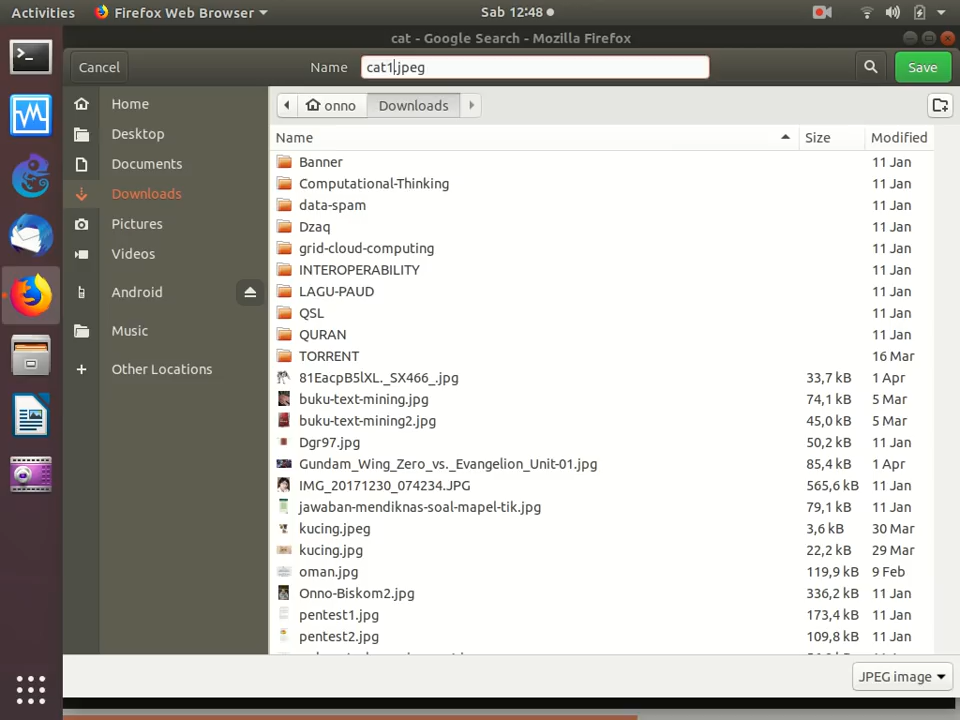 Activities Firefox Web Browser Sab 12:48
cat - Google Search - Mozilla Firefox
Cancel Name cat1.jpeg Save
Home
Desktop
Documents
Downloads
Pictures
Videos
Android
Music
Other Locations
onno Downloads
Name Size Modified
Banner 11 Jan
Computational-Thinking 11 Jan
data-spam 11 Jan
Dzaq 11 Jan
grid-cloud-computing 11 Jan
INTEROPERABILITY 11 Jan
LAGU-PAUD 11 Jan
QSL 11 Jan
QURAN 11 Jan
TORRENT 16 Mar
81EacpB5lXL._SX466_.jpg 33,7 kB 1 Apr
buku-text-mining.jpg 74,1 kB 5 Mar
buku-text-mining2.jpg 45,0 kB 5 Mar
Dgr97.jpg 50,2 kB 11 Jan
Gundam_Wing_Zero_vs._Evangelion_Unit-01.jpg 85,4 kB 1 Apr
IMG_20171230_074234.JPG 565,6 kB 11 Jan
jawaban-mendiknas-soal-mapel-tik.jpg 79,1 kB 11 Jan
kucing.jpeg 3,6 kB 30 Mar
kucing.jpg 22,2 kB 29 Mar
oman.jpg 119,9 kB 9 Feb
Onno-Biskom2.jpg 336,2 kB 11 Jan
pentest1.jpg 173,4 kB 11 Jan
pentest2.jpg 109,8 kB 11 Jan
JPEG image